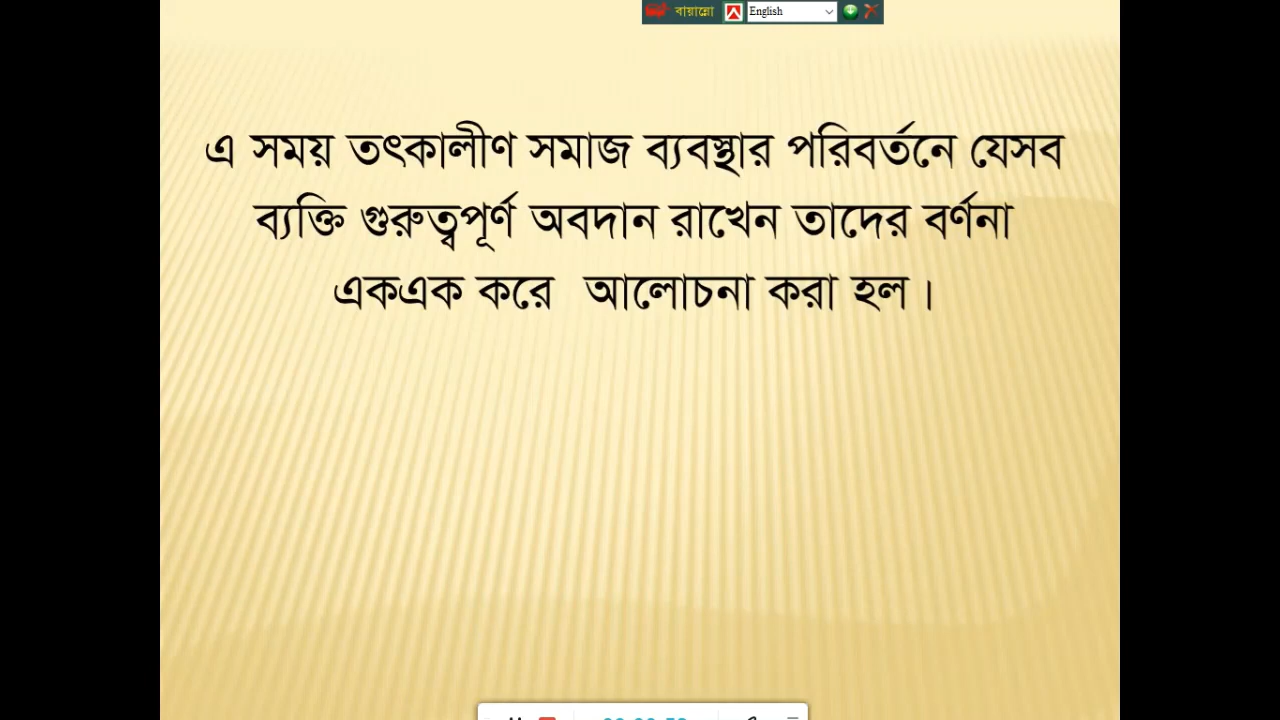 বায়ান্নো English
এ সময় তৎকালীণ সমাজ ব্যবস্থার পরিবর্তনে যেসব
ব্যক্তি গুরুত্বপূর্ণ অবদান রাখেন তাদের বর্ণনা
একএক করে আলোচনা করা হল।